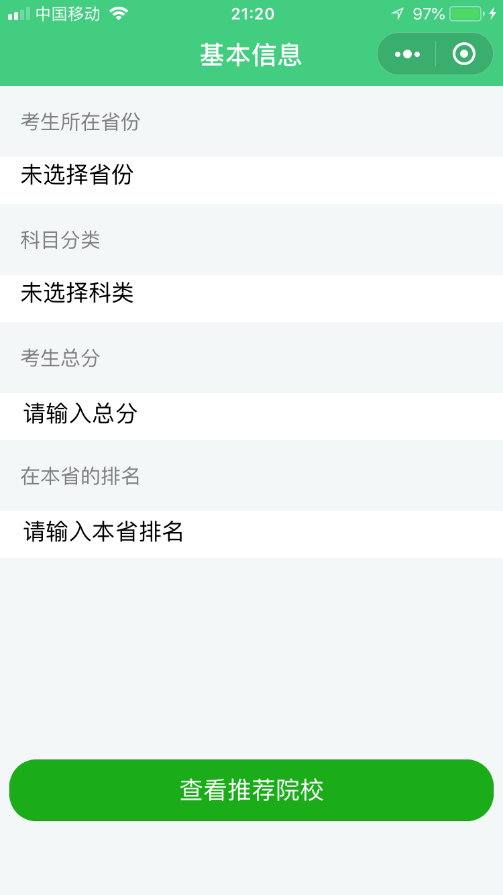 中国移动 21:20 97%
基本信息
考生所在省份
未选择省份
科目分类
未选择科类
考生总分
请输入总分
在本省的排名
请输入本省排名
查看推荐院校